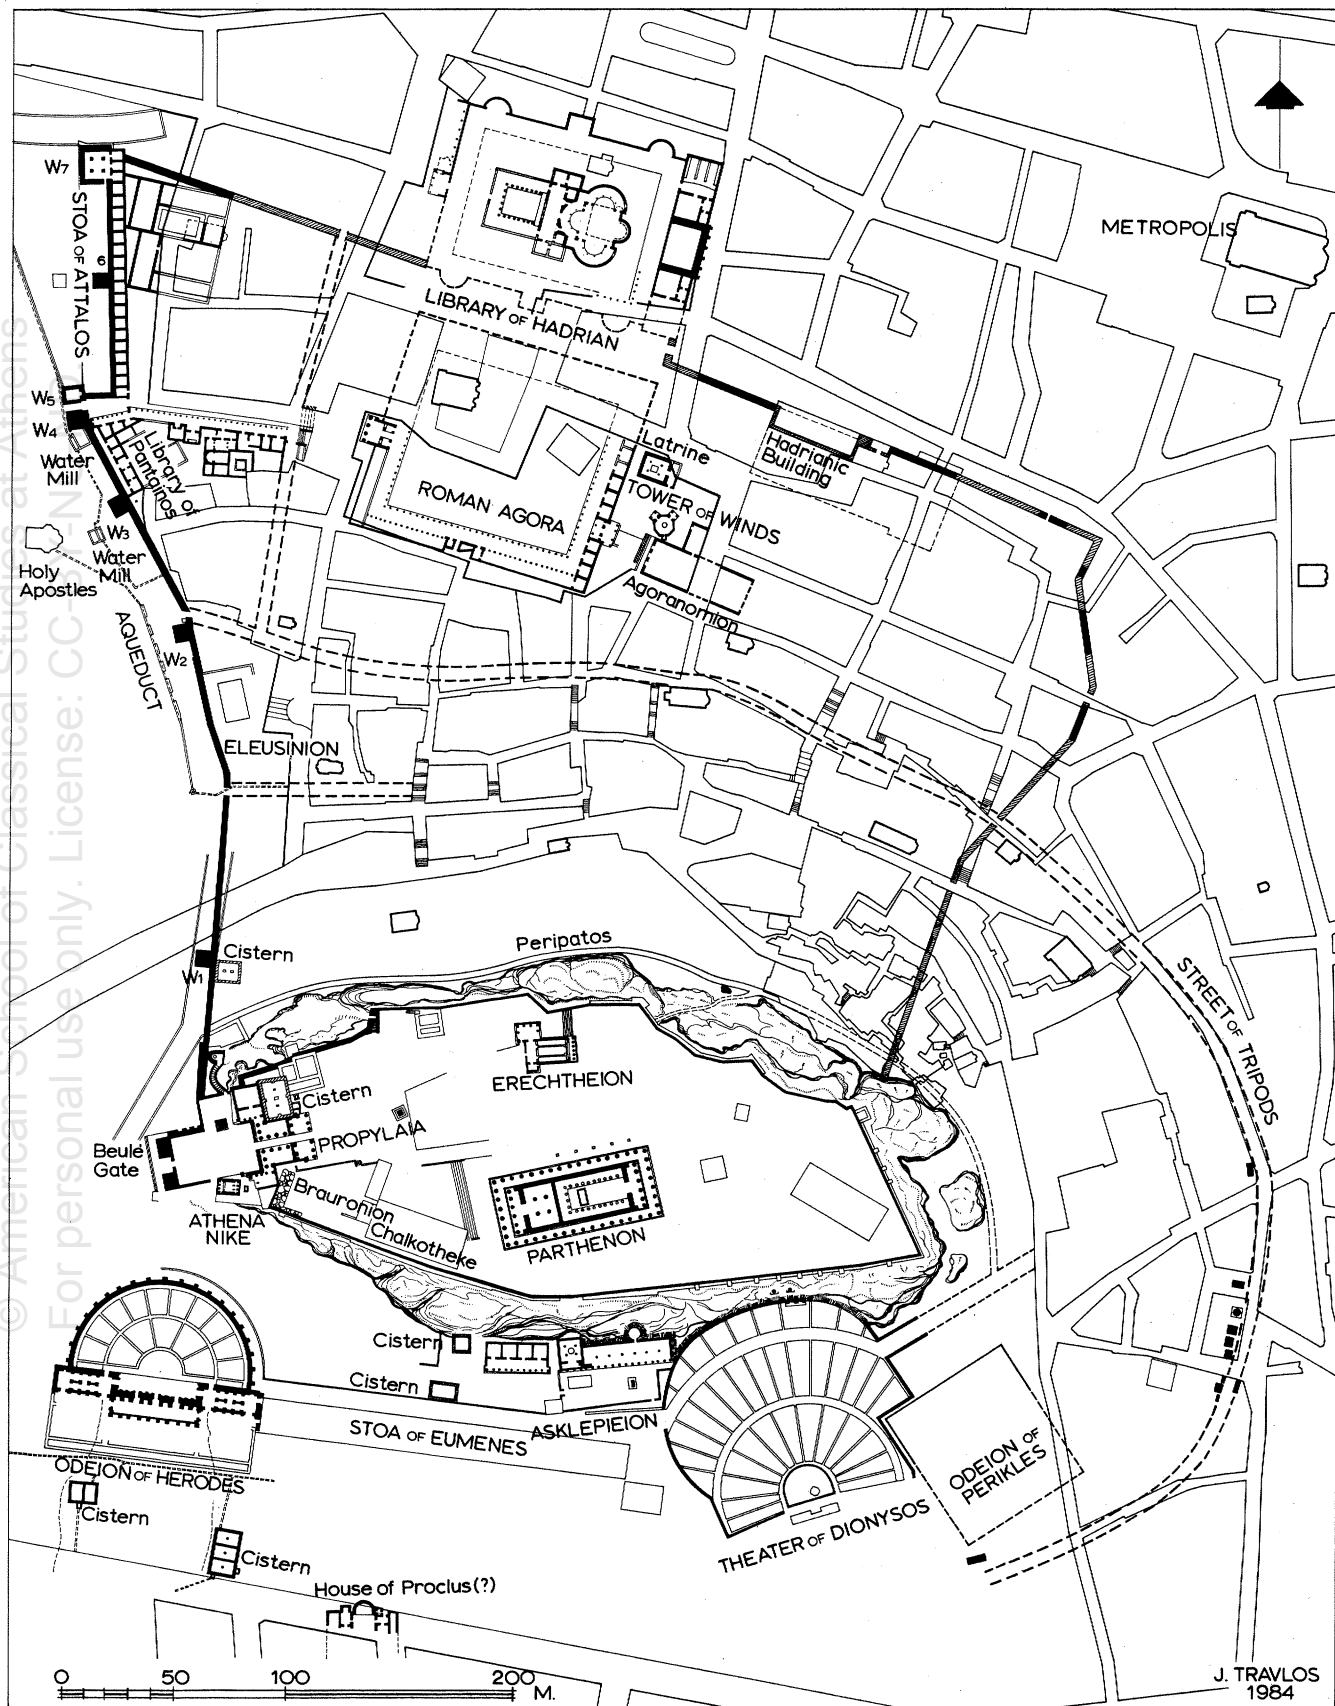 W7
STOA OF ATTALOS
6
METROPOLIS
LIBRARY OF HADRIAN
W5
W4
Water
Mill
Library of
Pantainos
W3
Water
Mill
Holy
Apostles
AQUEDUCT
W2
ROMAN AGORA
Latrine
TOWER OF WINDS
Hadrianic
Building
Agoranomion
ELEUSINION
Cistern
W1
Peripatos
STREET OF TRIPODS
ERECHTHEION
Cistern
PROPYLAIA
Beulé
Gate
Brauronion
Chalkotheke
ATHENA
NIKE
PARTHENON
Cistern
Cistern
STOA OF EUMENES
ASKLEPIEION
ODEION OF
PERIKLES
THEATER OF DIONYSOS
ODEION OF HERODES
Cistern
Cistern
House of Proclus(?)
0 50 100 200
M.
J. TRAVLOS
1984
© American School of Classical Studies at Athens
For personal use only. License: CC-BY-NC